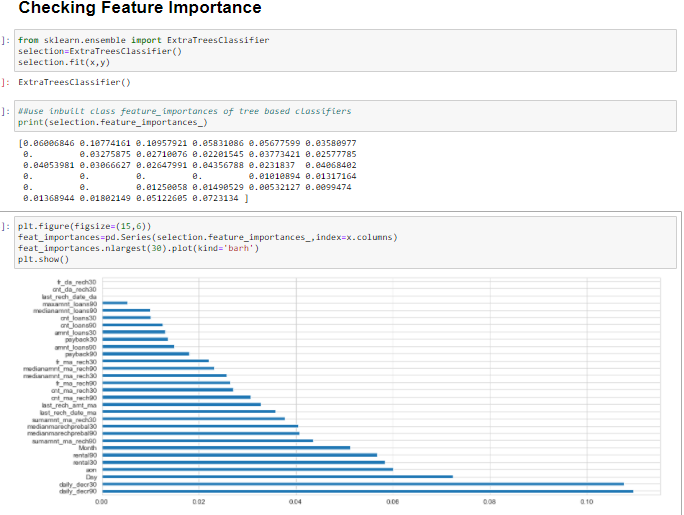 Checking Feature Importance
]: from sklearn.ensemble import ExtraTreesClassifier
selection=ExtraTreesClassifier()
selection.fit(x,y)
]: ExtraTreesClassifier()
]: ##use inbuilt class feature_importances of tree based classifiers
print(selection.feature_importances_)
[0.06006846 0.10774161 0.10957921 0.05831086 0.05677599 0.03580977
0. 0.03275875 0.02710076 0.02201545 0.03773421 0.02577785
0.04053981 0.03066627 0.02647991 0.04356788 0.0231837 0.04068402
0. 0. 0. 0. 0.01010894 0.01317164
0. 0. 0.01250058 0.01490529 0.00532127 0.0099474
0.01368944 0.01802149 0.05122605 0.0723134 ]
]: plt.figure(figsize=(15,6))
feat_importances=pd.Series(selection.feature_importances_,index=x.columns)
feat_importances.nlargest(30).plot(kind='barh')
plt.show()
fr_da_rech30
cnt_da_rech30
last_rech_date_da
maxamnt_loans90
medianamnt_loans90
cnt_loans30
cnt_loans90
amnt_loans30
payback30
amnt_loans90
payback90
fr_ma_rech30
medianamnt_ma_rech90
medianamnt_ma_rech30
fr_ma_rech90
cnt_ma_rech30
cnt_ma_rech90
last_rech_amt_ma
last_rech_date_ma
sumamnt_ma_rech30
medianmarechprebal30
medianmarechprebal90
sumamnt_ma_rech90
Month
rental90
rental30
aon
Day
daily_decr30
daily_decr90
0.00 0.02 0.04 0.06 0.08 0.10